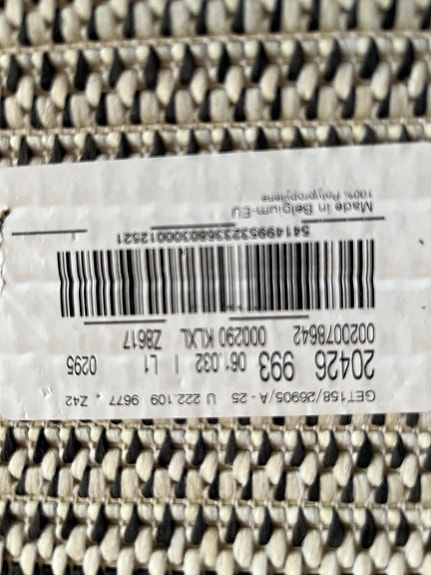 GET158/26905/A - 25 U 222.109 9677 . Z42
20426 993 061.032 | L1 0295
0020078642 000290 KLXL Z8617
54149953233680300012521
Made in Belgium-EU
100% Polypropylene